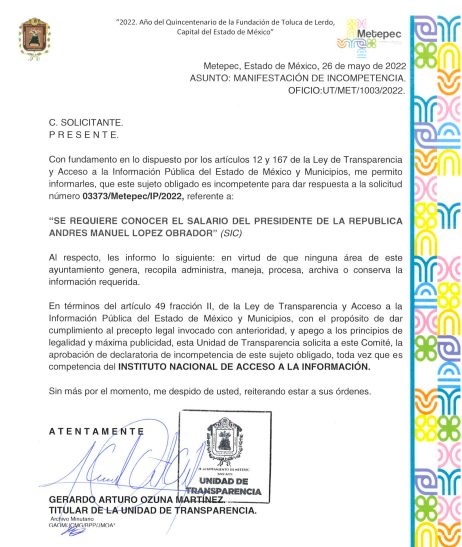 "2022. Año del Quincentenario de la Fundación de Toluca de Lerdo,
Capital del Estado de México"
Metepec
Metepec, Estado de México, 26 de mayo de 2022
ASUNTO: MANIFESTACIÓN DE INCOMPETENCIA.
OFICIO:UT/MET/1003/2022.
C. SOLICITANTE.
P R E S E N T E.
Con fundamento en lo dispuesto por los artículos 12 y 167 de la Ley de Transparencia
y Acceso a la Información Pública del Estado de México y Municipios, me permito
informarles, que este sujeto obligado es incompetente para dar respuesta a la solicitud
número 03373/Metepec/IP/2022, referente a:
"SE REQUIERE CONOCER EL SALARIO DEL PRESIDENTE DE LA REPUBLICA
ANDRES MANUEL LOPEZ OBRADOR" (SIC)
Al respecto, les informo lo siguiente: en virtud de que ninguna área de este
ayuntamiento genera, recopila administra, maneja, procesa, archiva o conserva la
información requerida.
En términos del artículo 49 fracción II, de la Ley de Transparencia y Acceso a la
Información Pública del Estado de México y Municipios, con el propósito de dar
cumplimiento al precepto legal invocado con anterioridad, y apego a los principios de
legalidad y máxima publicidad, esta Unidad de Transparencia solicita a este Comité, la
aprobación de declaratoria de incompetencia de este sujeto obligado, toda vez que es
competencia del INSTITUTO NACIONAL DE ACCESO A LA INFORMACIÓN.
Sin más por el momento, me despido de usted, reiterando estar a sus órdenes.
A T E N T A M E N T E
UNIDAD DE
TRANSPARENCIA
GERARDO ARTURO OZUNA MARTÍNEZ.
TITULAR DE LA UNIDAD DE TRANSPARENCIA.
Archivo Minutario